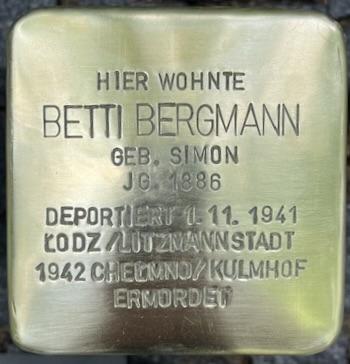 HIER WOHNTE
BETTI BERGMANN
GEB. SIMON
JG. 1886
DEPORTIERT 1. 11. 1941
ŁODZ/LITZMANNSTADT
1942 CHEŁMNO/KULMHOF
ERMORDET